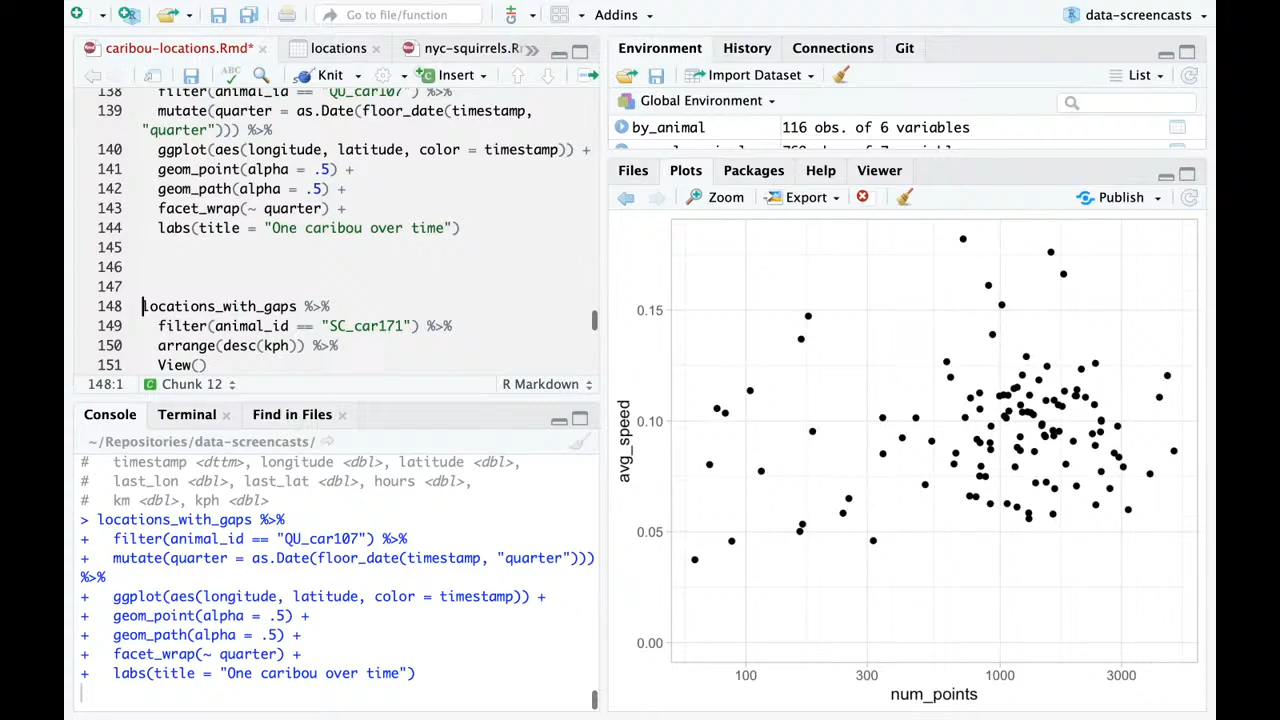 Go to file/function
Addins
data-screencasts
caribou-locations.Rmd*
locations
nyc-squirrels.R
ABC
Knit
Insert
138 filter(animal_id == "QU_car107") %>%
139 mutate(quarter = as.Date(floor_date(timestamp,
"quarter"))) %>%
140 ggplot(aes(longitude, latitude, color = timestamp)) +
141 geom_point(alpha = .5) +
142 geom_path(alpha = .5) +
143 facet_wrap(~ quarter) +
144 labs(title = "One caribou over time")
145
146
147
148 locations_with_gaps %>%
149 filter(animal_id == "SC_car171") %>%
150 arrange(desc(kph)) %>%
151 View()
148:1
Chunk 12
R Markdown
Console
Terminal
Find in Files
~/Repositories/data-screencasts/
# timestamp <dttm>, longitude <dbl>, latitude <dbl>,
# last_lon <dbl>, last_lat <dbl>, hours <dbl>,
# km <dbl>, kph <dbl>
> locations_with_gaps %>%
+ filter(animal_id == "QU_car107") %>%
+ mutate(quarter = as.Date(floor_date(timestamp, "quarter")))
%>%
+ ggplot(aes(longitude, latitude, color = timestamp)) +
+ geom_point(alpha = .5) +
+ geom_path(alpha = .5) +
+ facet_wrap(~ quarter) +
+ labs(title = "One caribou over time")
Environment
History
Connections
Git
Import Dataset
List
Global Environment
by_animal 116 obs. of 6 variables
Files
Plots
Packages
Help
Viewer
Zoom
Export
Publish
avg_speed
0.15
0.10
0.05
0.00
100
300
1000
3000
num_points